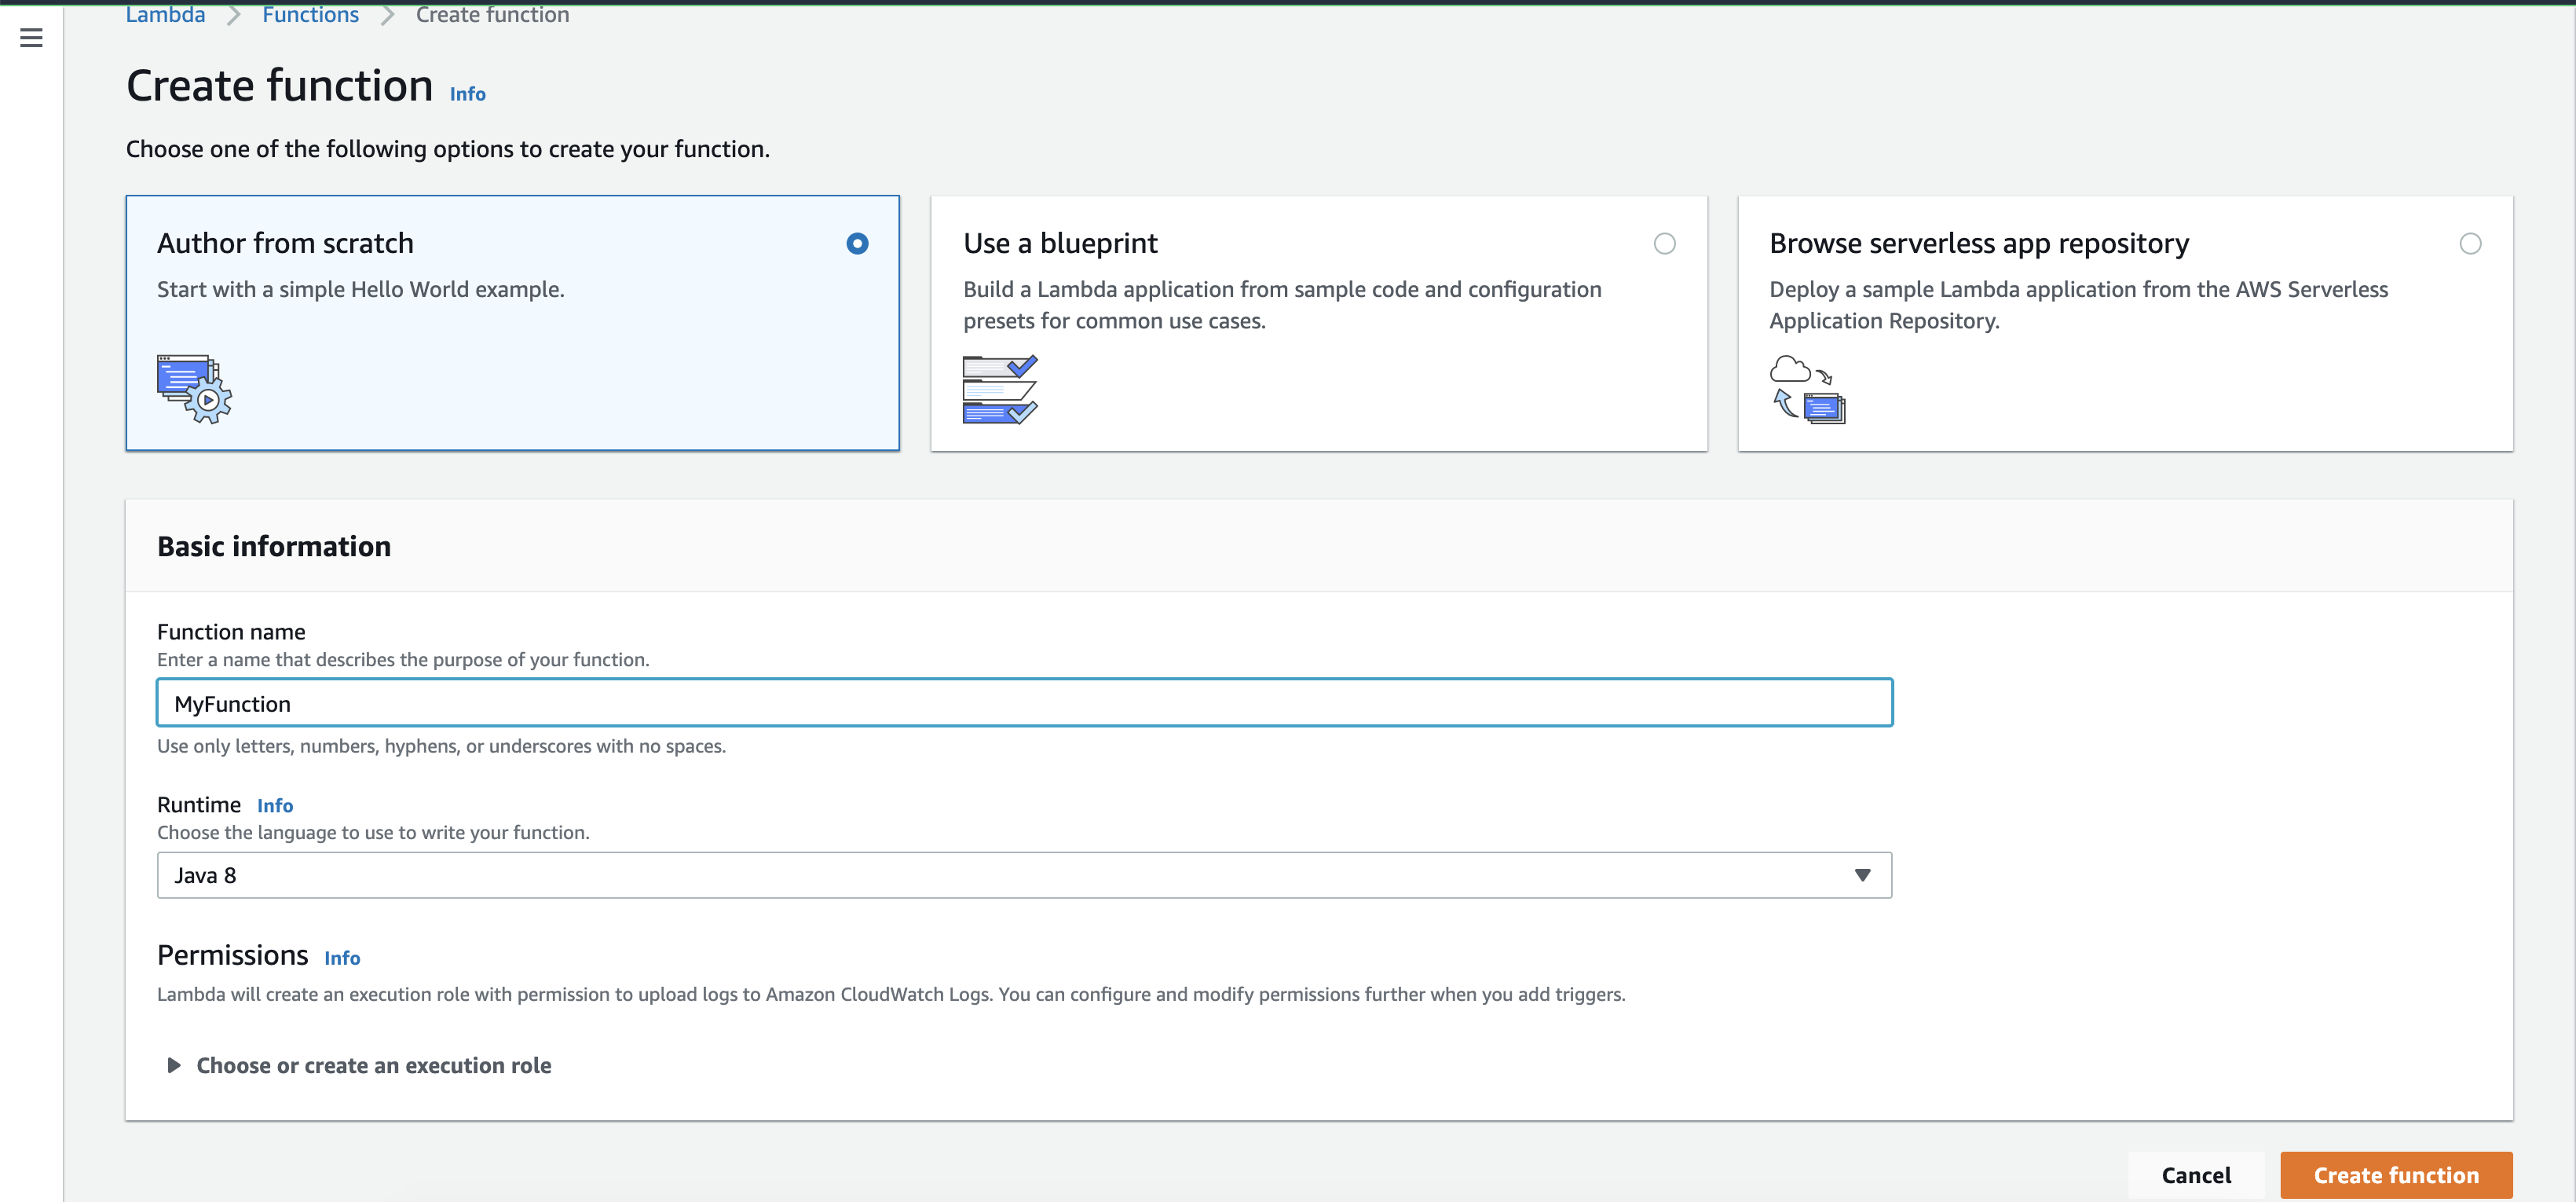 Lambda > Functions > Create function
Create function Info
Choose one of the following options to create your function.
Author from scratch
Start with a simple Hello World example.
Use a blueprint
Build a Lambda application from sample code and configuration
presets for common use cases.
Browse serverless app repository
Deploy a sample Lambda application from the AWS Serverless
Application Repository.
Basic information
Function name
Enter a name that describes the purpose of your function.
MyFunction
Use only letters, numbers, hyphens, or underscores with no spaces.
Runtime Info
Choose the language to use to write your function.
Java 8
Permissions Info
Lambda will create an execution role with permission to upload logs to Amazon CloudWatch Logs. You can configure and modify permissions further when you add triggers.
Choose or create an execution role
Cancel
Create function